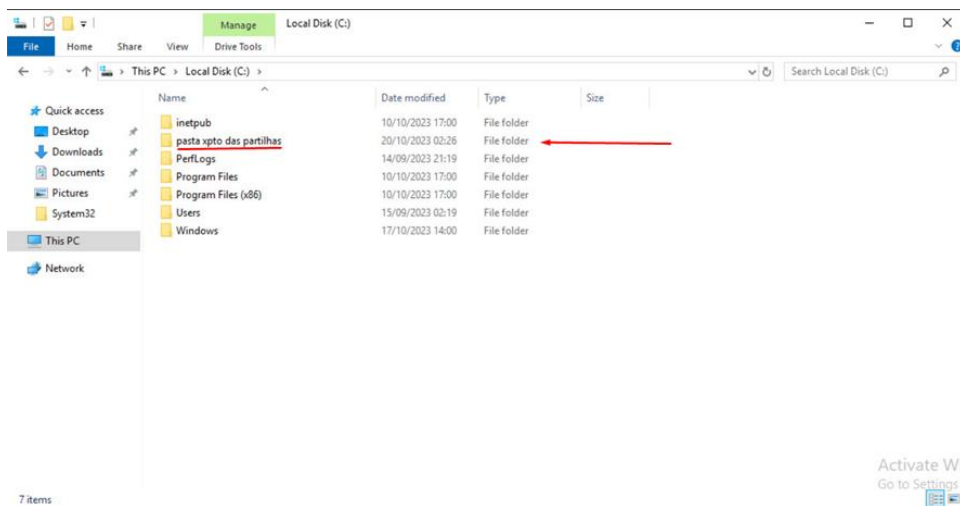 Manage Local Disk (C:)
File Home Share View Drive Tools
This PC > Local Disk (C:) >
Search Local Disk (C:)
Name Date modified Type Size
Quick access
Desktop
Downloads
Documents
Pictures
System32
This PC
Network
inetpub 10/10/2023 17:00 File folder
pasta xpto das partilhas 20/10/2023 02:26 File folder
PerfLogs 14/09/2023 21:19 File folder
Program Files 10/10/2023 17:00 File folder
Program Files (x86) 10/10/2023 17:00 File folder
Users 15/09/2023 02:19 File folder
Windows 17/10/2023 14:00 File folder
Activate W
Go to Settings
7 items